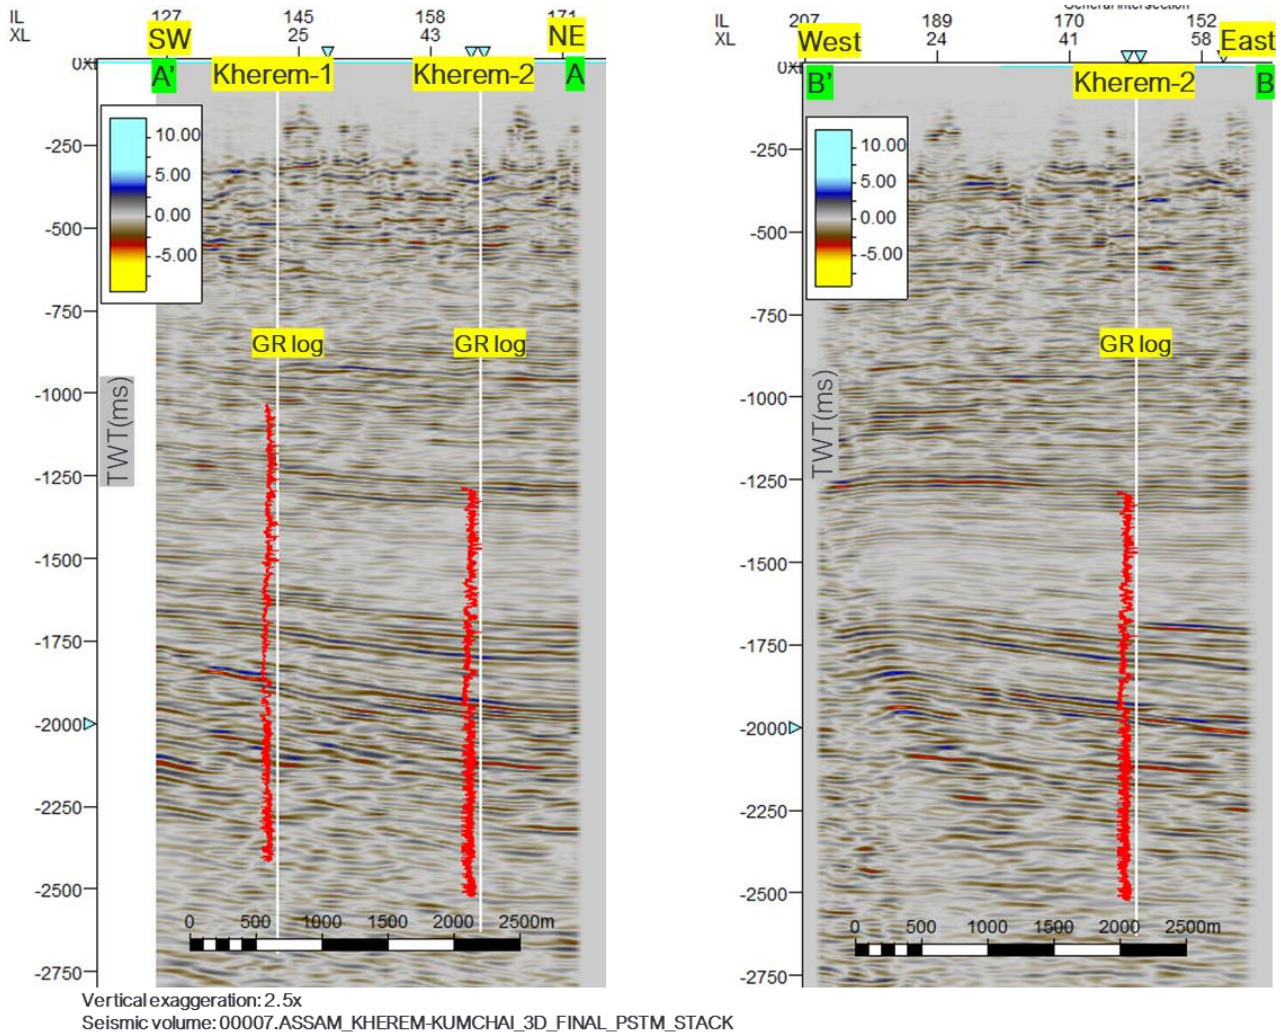 IL 127 145 158 171
XL 25 43
SW NE
A' Kherem-1 Kherem-2 A
10.00
-250
5.00
0.00
-500
-5.00
-750
GR log GR log
-1000
TWT(ms)
-1250
-1500
-1750
-2000
-2250
-2500
0 500 1000 1500 2000 2500m
-2750
General Intersection
IL 207 189 170 152
XL 24 41 58
West East
B' Kherem-2 B
10.00
-250
5.00
0.00
-500
-5.00
-750
GR log
-1000
TWT(ms)
-1250
-1500
-1750
-2000
-2250
-2500
0 500 1000 1500 2000 2500m
-2750
Vertical exaggeration: 2.5x
Seismic volume: 00007.ASSAM_KHEREM-KUMCHAI_3D_FINAL_PSTM_STACK